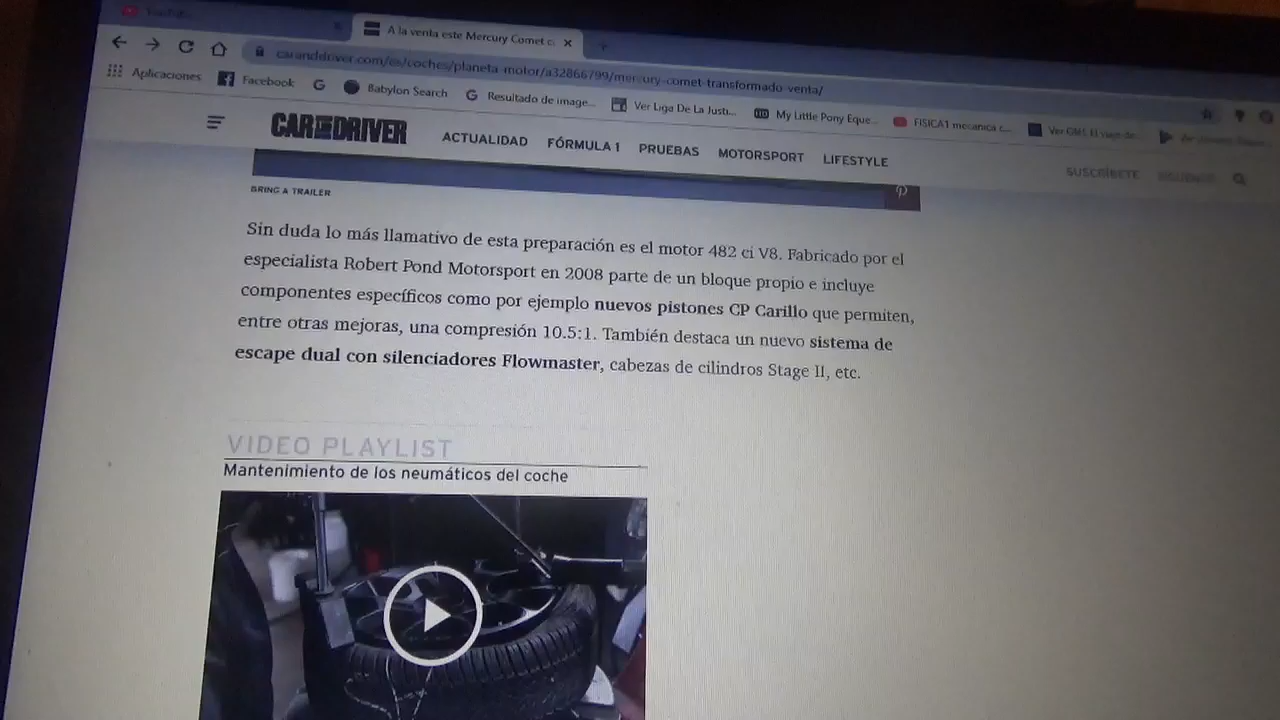 YouTube
A la venta este Mercury Comet c
caranddriver.com/es/coches/planeta-motor/a32866799/mercury-comet-transformado-venta/
Aplicaciones Facebook Babylon Search Resultado de image... Ver Liga De La Justi... My Little Pony Eque... FISICA1 mecanica c...
CAR AND DRIVER ACTUALIDAD FÓRMULA 1 PRUEBAS MOTORSPORT LIFESTYLE SUSCRÍBETE
BRING A TRAILER
Sin duda lo más llamativo de esta preparación es el motor 482 ci V8. Fabricado por el
especialista Robert Pond Motorsport en 2008 parte de un bloque propio e incluye
componentes específicos como por ejemplo nuevos pistones CP Carillo que permiten,
entre otras mejoras, una compresión 10.5:1. También destaca un nuevo sistema de
escape dual con silenciadores Flowmaster, cabezas de cilindros Stage II, etc.
VIDEO PLAYLIST
Mantenimiento de los neumáticos del coche